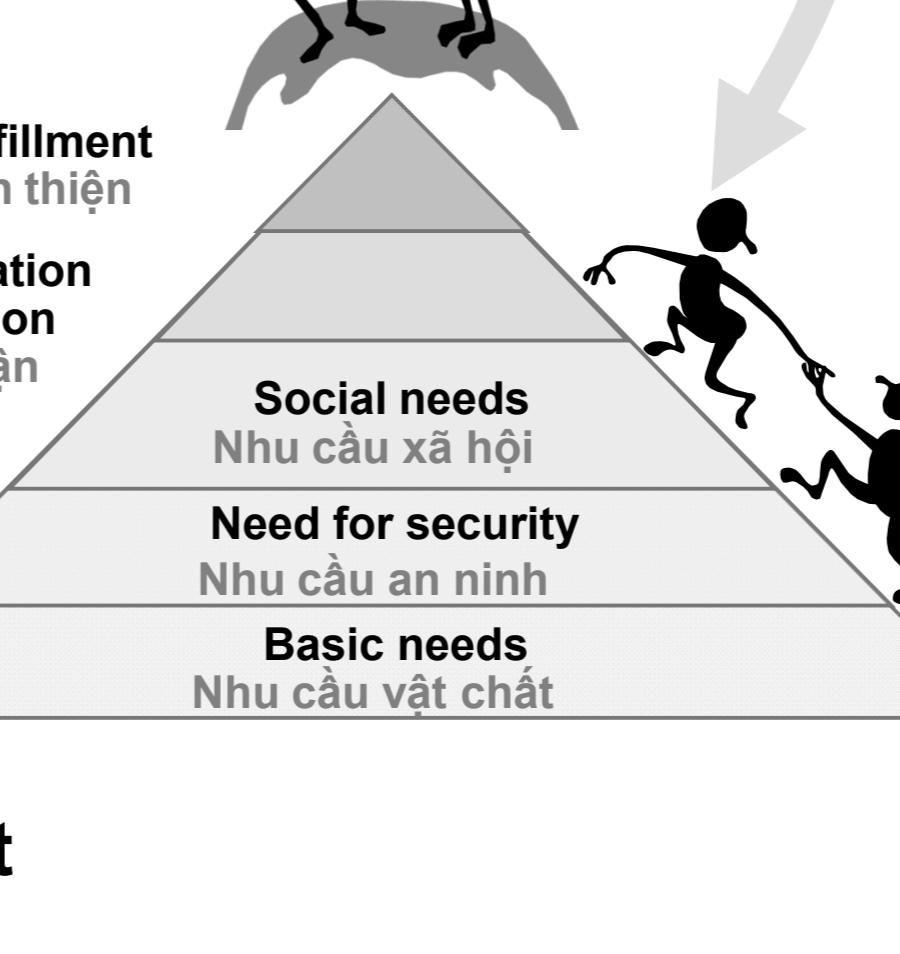 fillment
thiện
ation
on
ận
Social needs
Nhu cầu xã hội
Need for security
Nhu cầu an ninh
Basic needs
Nhu cầu vật chất
t